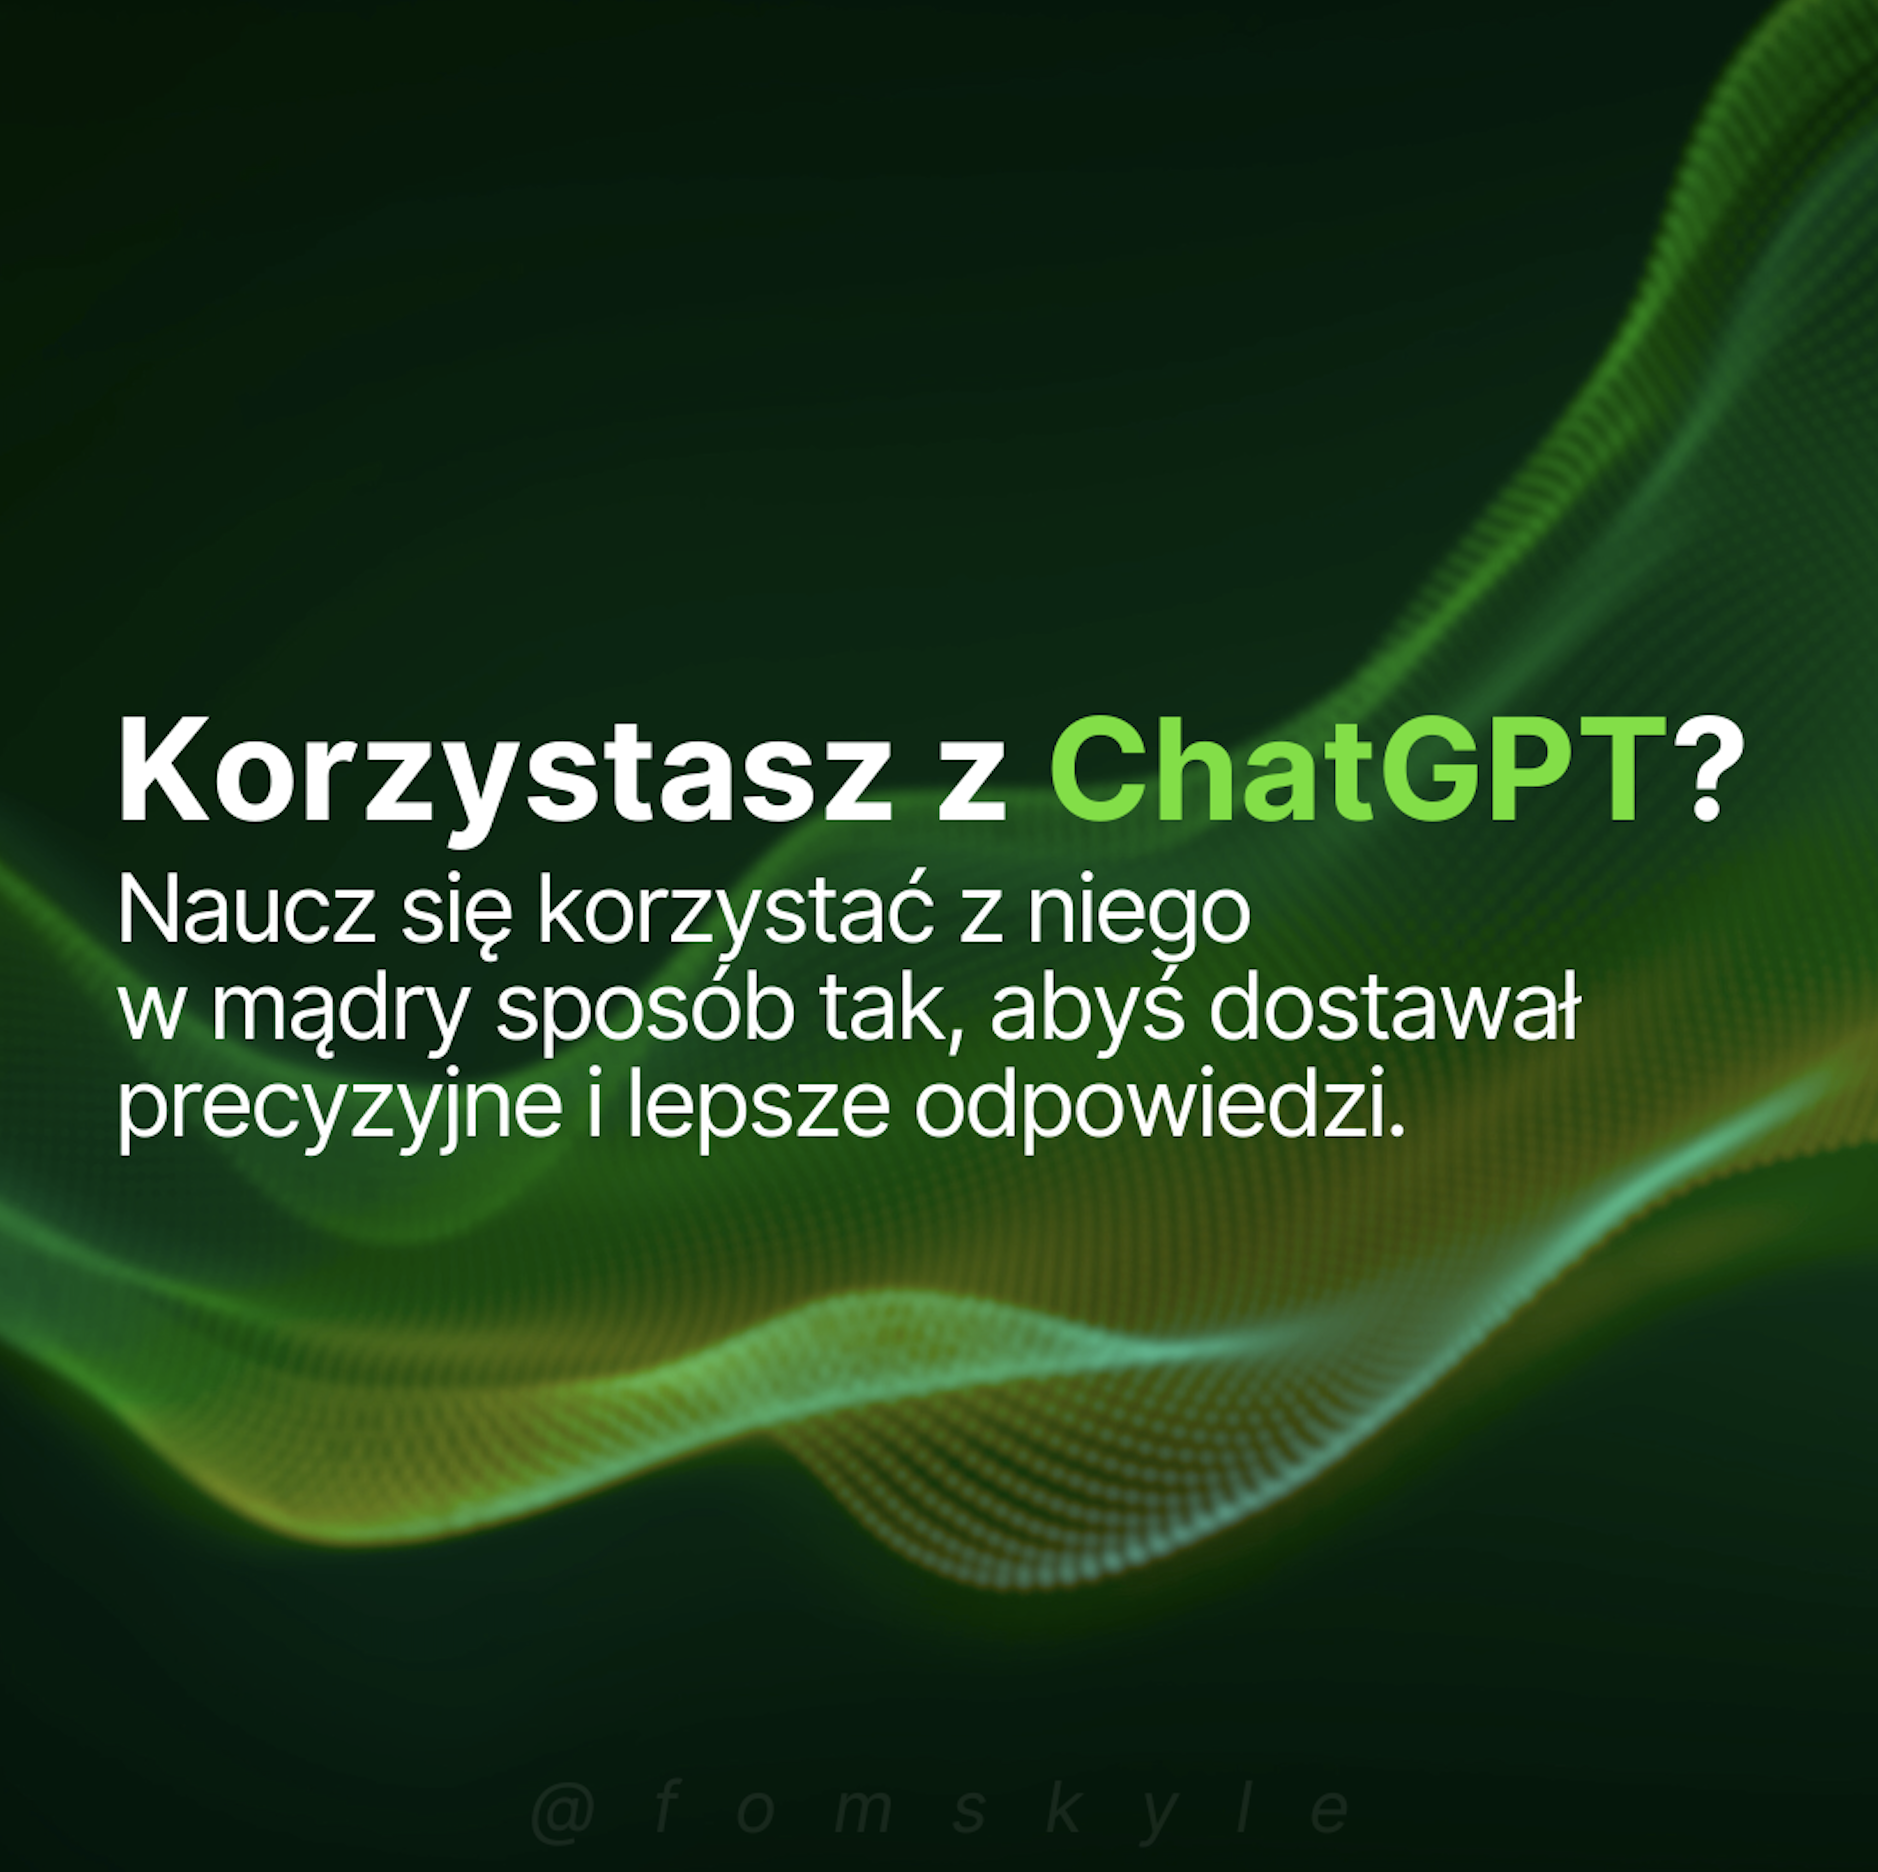 Korzystasz z ChatGPT?
Naucz się korzystać z niego
w mądry sposób tak, abyś dostawał
precyzyjne i lepsze odpowiedzi.
@fomskyle